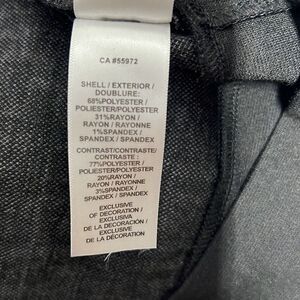 CA #55972
SHELL / EXTERIOR /
DOUBLURE:
68%POLYESTER /
POLIESTER/POLYESTER
31%RAYON /
RAYON / RAYONNE
1%SPANDEX /
SPANDEX / SPANDEX
CONTRAST/CONTRASTE/
CONTRASTE:
77%POLYESTER /
POLIESTER/POLYESTER
20%RAYON /
RAYON / RAYONNE
3%SPANDEX /
SPANDEX / SPANDEX
EXCLUSIVE
OF DECORATION /
EXCLUSIVA
DE LA DECORACIÓN /
EXCLUSIVE
DE LA DÉCORATION